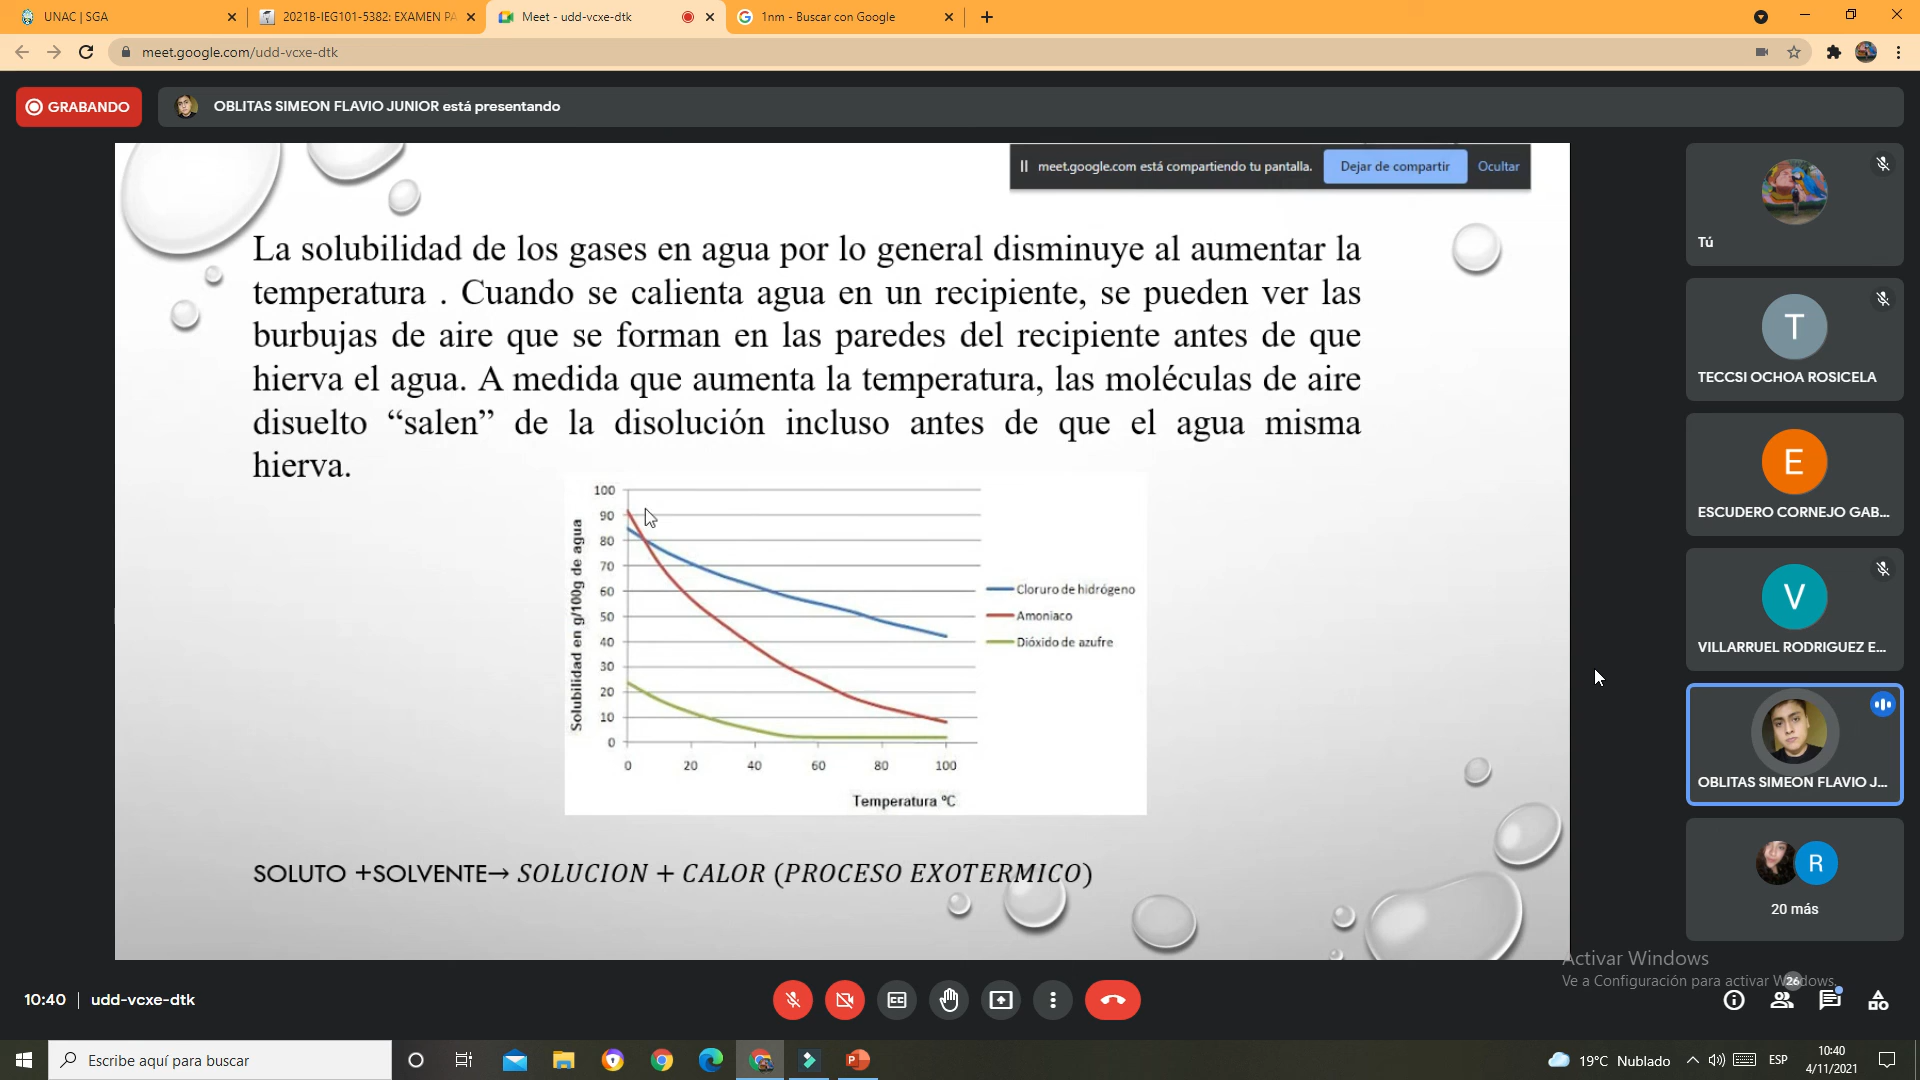 UNAC | SGA
2021B-IEG101-5382: EXAMEN PA
Meet - udd-vcxe-dtk
1nm - Buscar con Google
meet.google.com/udd-vcxe-dtk
GRABANDO
OBLITAS SIMEON FLAVIO JUNIOR está presentando
meet.google.com está compartiendo tu pantalla.
Dejar de compartir
Ocultar
La solubilidad de los gases en agua por lo general disminuye al aumentar la
temperatura . Cuando se calienta agua en un recipiente, se pueden ver las
burbujas de aire que se forman en las paredes del recipiente antes de que
hierva el agua. A medida que aumenta la temperatura, las moléculas de aire
disuelto “salen” de la disolución incluso antes de que el agua misma
hierva.
Solubilidad en g/100g de agua
100
90
80
70
60
50
40
30
20
10
0
0 20 40 60 80 100
Temperatura ºC
Cloruro de hidrógeno
Amoniaco
Dióxido de azufre
SOLUTO +SOLVENTE→ SOLUCION + CALOR (PROCESO EXOTERMICO)
Tú
T
TECCSI OCHOA ROSICELA
E
ESCUDERO CORNEJO GAB...
V
VILLARRUEL RODRIGUEZ E...
OBLITAS SIMEON FLAVIO J...
R
20 más
Activar Windows
Ve a Configuración para activar Windows.
26
10:40 | udd-vcxe-dtk
CC
Escribe aquí para buscar
19°C Nublado
ESP
10:40
4/11/2021